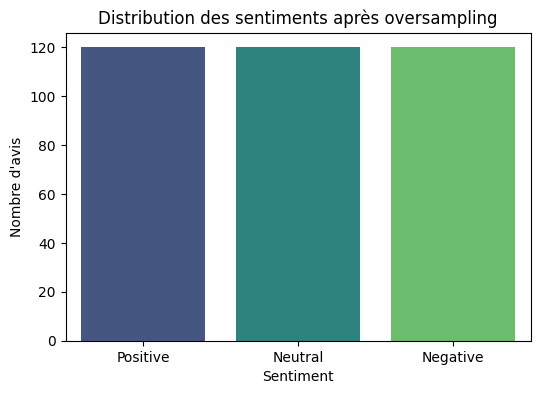 Distribution des sentiments après oversampling
Nombre d'avis
120
100
80
60
40
20
0
Positive Neutral Negative
Sentiment